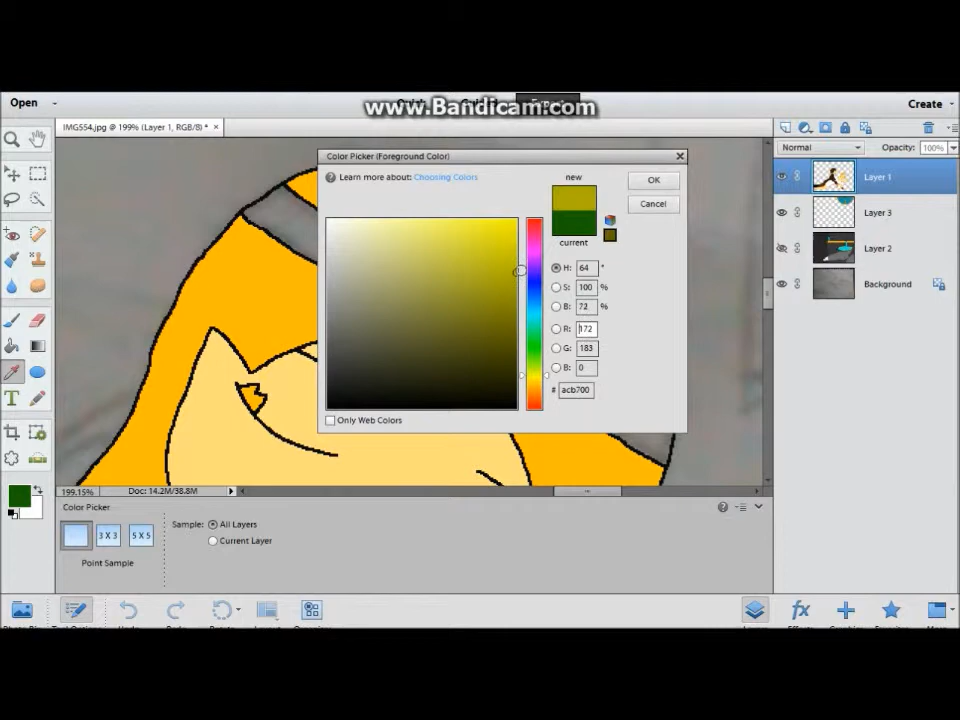 www.Bandicam.com
Open
Create
IMG554.jpg @ 199% (Layer 1, RGB/8) * ×
Normal
Opacity: 100%
Color Picker (Foreground Color)
Learn more about: Choosing Colors
new
current
OK
Cancel
H: 64 °
S: 100 %
B: 72 %
R: 172
G: 183
B: 0
# acb700
Only Web Colors
Layer 1
Layer 3
Layer 2
Background
199.15%
Doc: 14.2M/38.8M
Color Picker
Sample:
All Layers
Current Layer
3 X 3
5 X 5
Point Sample
T
fx